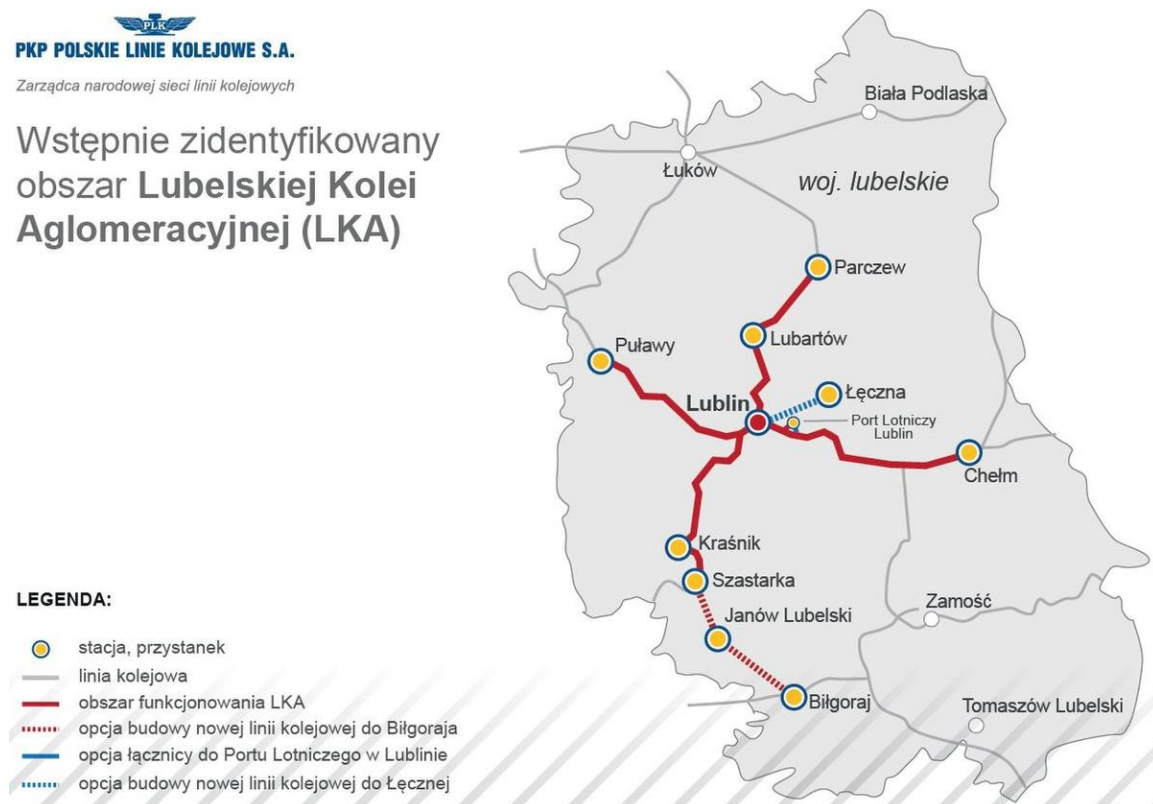 PLK
PKP POLSKIE LINIE KOLEJOWE S.A.
Zarządca narodowej sieci linii kolejowych
Wstępnie zidentyfikowany
obszar Lubelskiej Kolei
Aglomeracyjnej (LKA)
Biała Podlaska
Łuków
woj. lubelskie
Parczew
Puławy
Lubartów
Łęczna
Lublin
Port Lotniczy
Lublin
Chełm
Kraśnik
Szastarka
Janów Lubelski
Zamość
Biłgoraj
Tomaszów Lubelski
LEGENDA:
stacja, przystanek
linia kolejowa
obszar funkcjonowania LKA
opcja budowy nowej linii kolejowej do Biłgoraja
opcja łącznicy do Portu Lotniczego w Lublinie
opcja budowy nowej linii kolejowej do Łęcznej